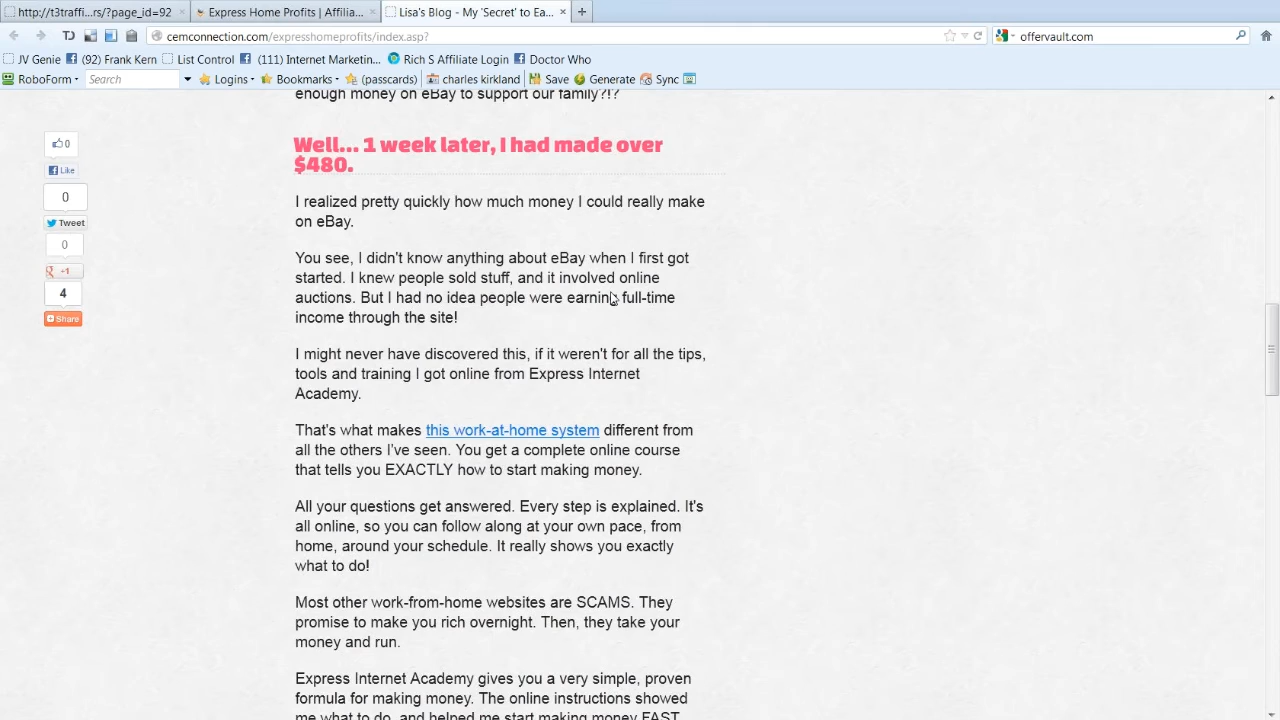 http://t3traffi...rs/?page_id=92
Express Home Profits | Affilia...
Lisa's Blog - My 'Secret' to Ea...
cemconnection.com/expresshomeprofits/index.asp?
offervault.com
JV Genie
(92) Frank Kern
List Control
(111) Internet Marketin...
Rich S Affiliate Login
Doctor Who
RoboForm
Search
Logins
Bookmarks
(passcards)
charles kirkland
Save
Generate
Sync
enough money on eBay to support our family?!?
0
Like
0
Tweet
0
+1
4
Share
Well... 1 week later, I had made over
$480.
I realized pretty quickly how much money I could really make
on eBay.
You see, I didn't know anything about eBay when I first got
started. I knew people sold stuff, and it involved online
auctions. But I had no idea people were earning full-time
income through the site!
I might never have discovered this, if it weren't for all the tips,
tools and training I got online from Express Internet
Academy.
That's what makes this work-at-home system different from
all the others I've seen. You get a complete online course
that tells you EXACTLY how to start making money.
All your questions get answered. Every step is explained. It's
all online, so you can follow along at your own pace, from
home, around your schedule. It really shows you exactly
what to do!
Most other work-from-home websites are SCAMS. They
promise to make you rich overnight. Then, they take your
money and run.
Express Internet Academy gives you a very simple, proven
formula for making money. The online instructions showed
me what to do, and helped me start making money FAST.